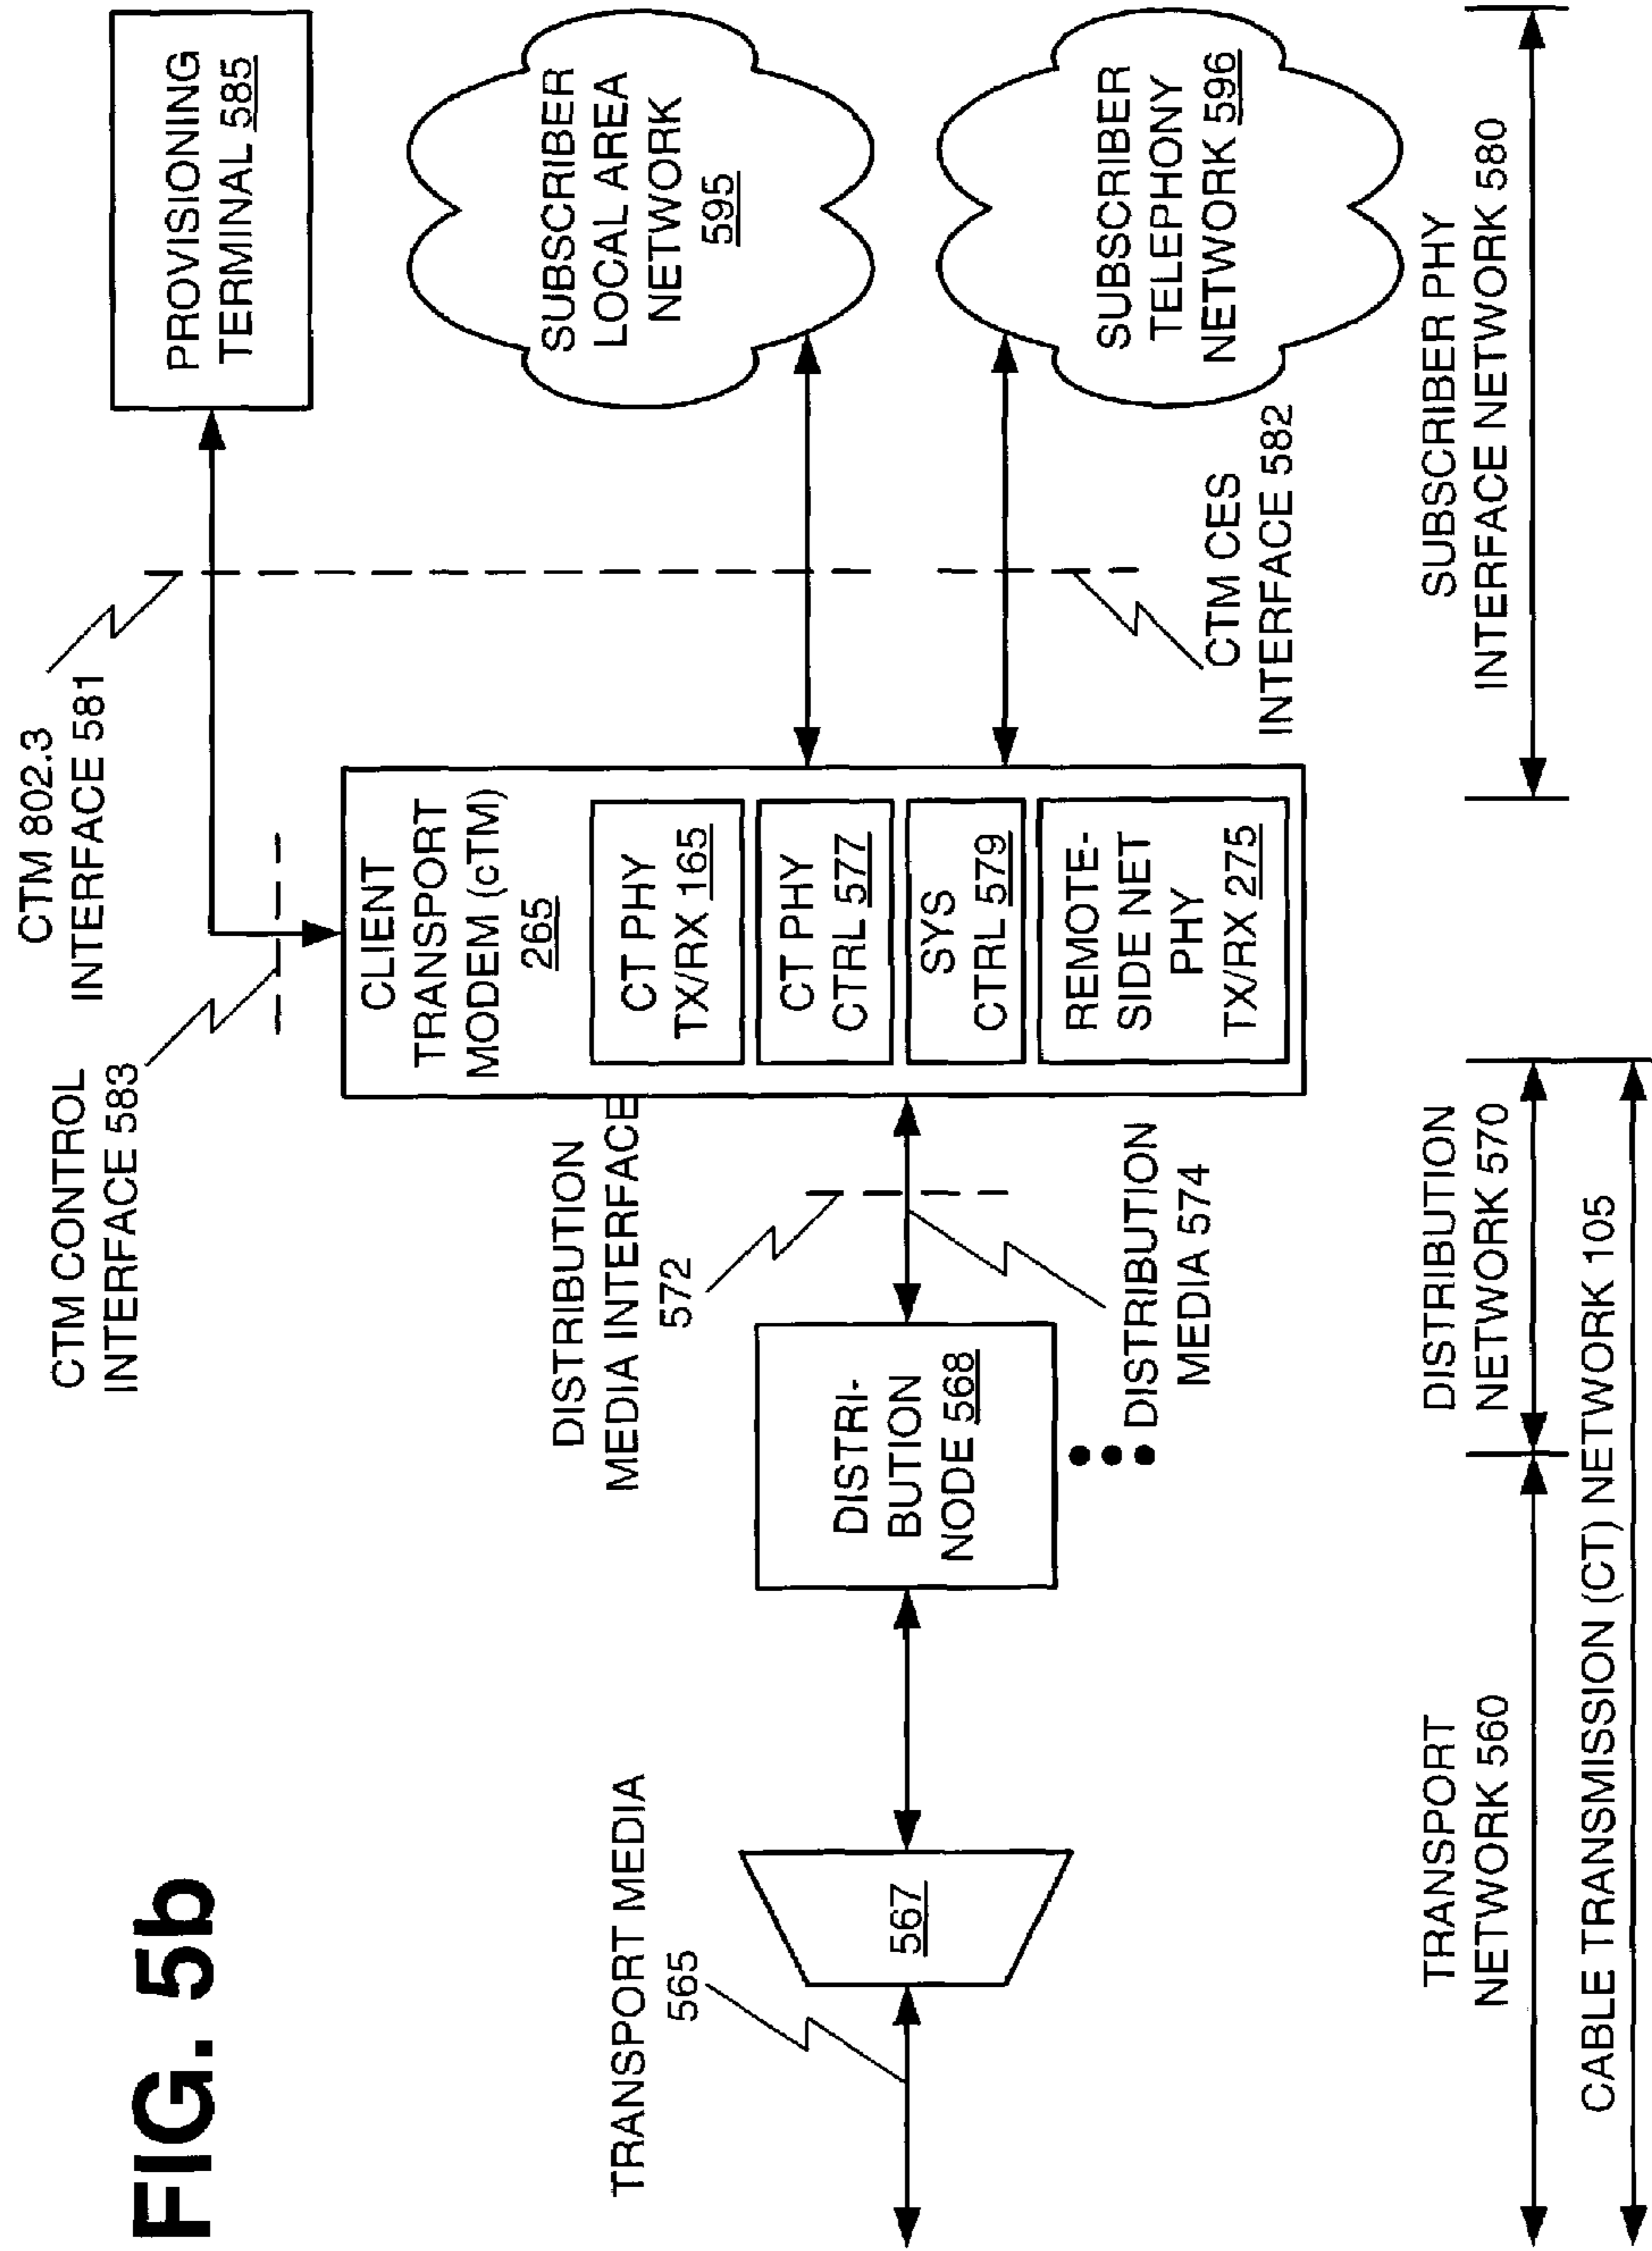 FIG. 5b
TRANSPORT MEDIA
565
567
DISTRI-
BUTION
NODE 568
DISTRIBUTION
MEDIA INTERFACE
572
DISTRIBUTION
MEDIA 574
CTM CONTROL
INTERFACE 583
CTM 802.3
INTERFACE 581
CLIENT
TRANSPORT
MODEM (cTM)
265
CT PHY
TX/RX 165
CT PHY
CTRL 577
SYS
CTRL 579
REMOTE-
SIDE NET
PHY
TX/RX 275
CTM CES
INTERFACE 582
PROVISIONING
TERMINAL 585
SUBSCRIBER
LOCAL AREA
NETWORK
595
SUBSCRIBER
TELEPHONY
NETWORK 596
TRANSPORT
NETWORK 560
DISTRIBUTION
NETWORK 570
SUBSCRIBER PHY
INTERFACE NETWORK 580
CABLE TRANSMISSION (CT) NETWORK 105